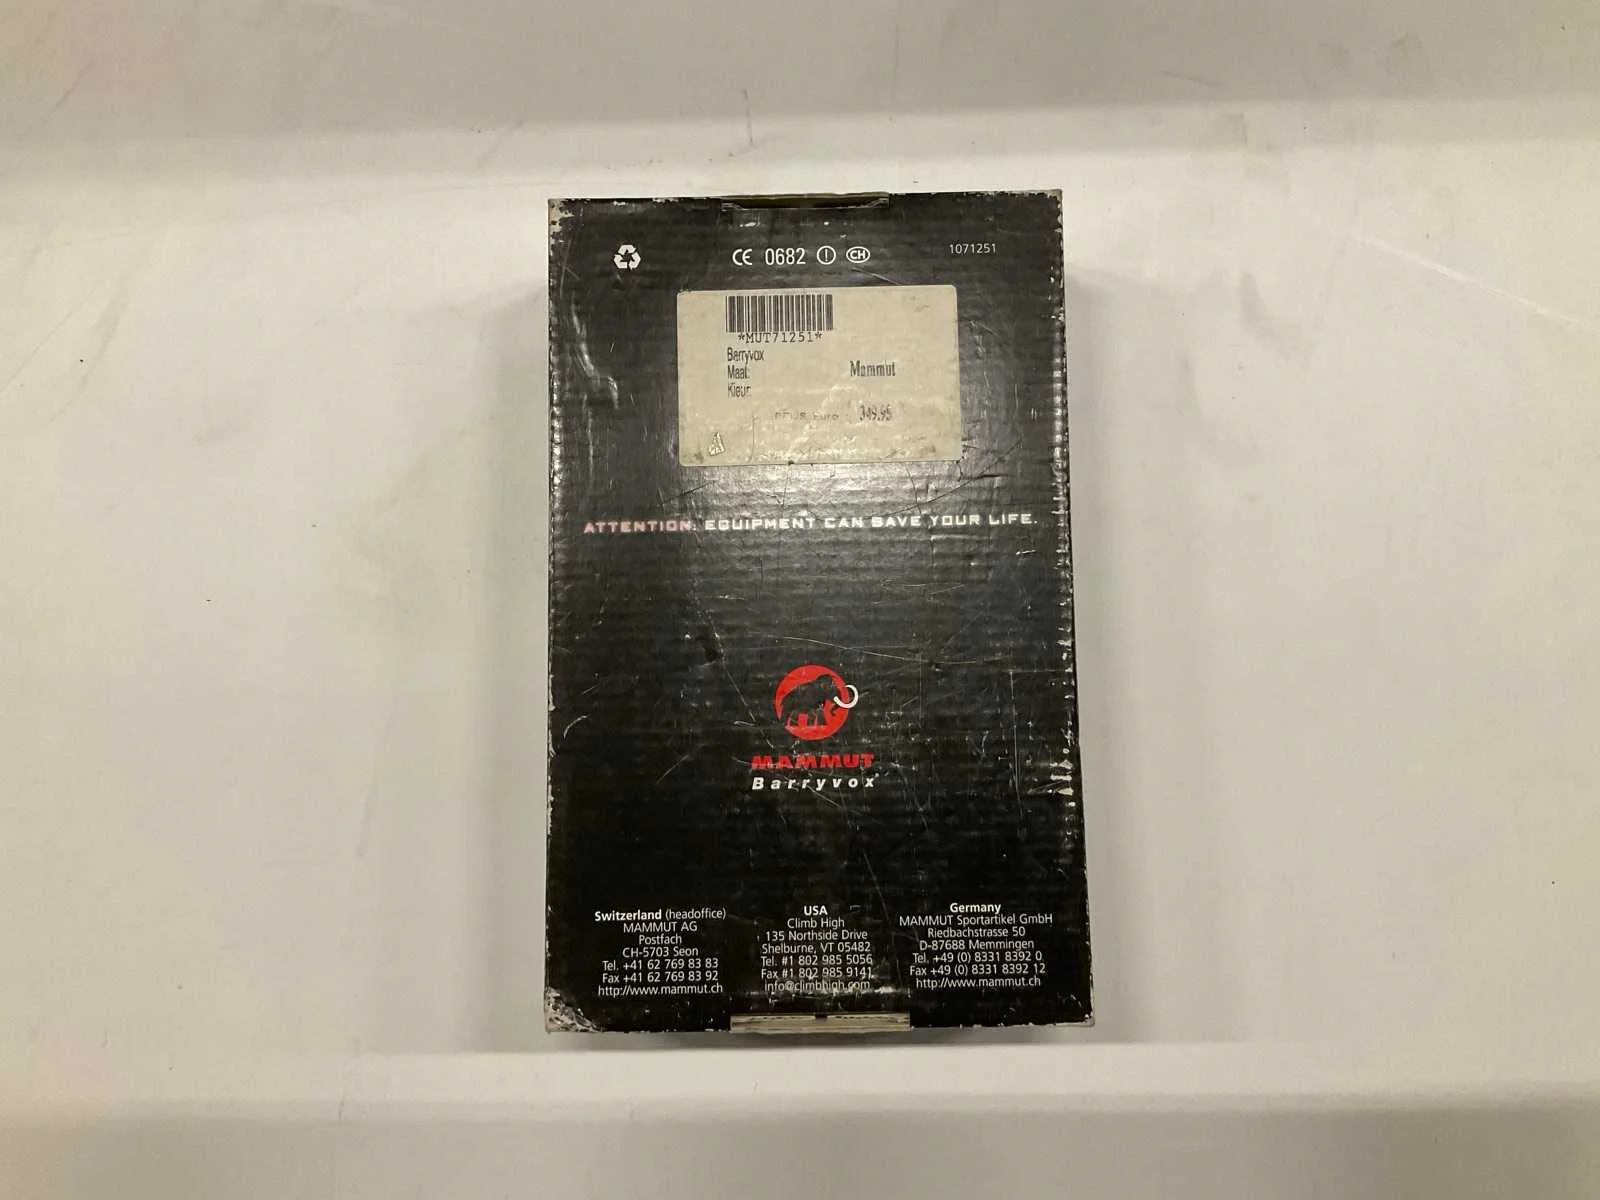 CE 0682 CH
1071251
*MUT71251*
Barryvox
Maat:
Mammut
Kleur:
Euro 349.95
ATTENTION. EQUIPMENT CAN SAVE YOUR LIFE.
MAMMUT
Barryvox
Switzerland (headoffice)
MAMMUT AG
Postfach
CH-5703 Seon
Tel. +41 62 769 83 83
Fax +41 62 769 83 92
http://www.mammut.ch
USA
Climb High
135 Northside Drive
Shelburne, VT 05482
Tel. #1 802 985 5056
Fax #1 802 985 9141
info@climbhigh.com
Germany
MAMMUT Sportartikel GmbH
Riedbachstrasse 50
D-87688 Memmingen
Tel. +49 (0) 8331 8392 0
Fax +49 (0) 8331 8392 12
http://www.mammut.ch